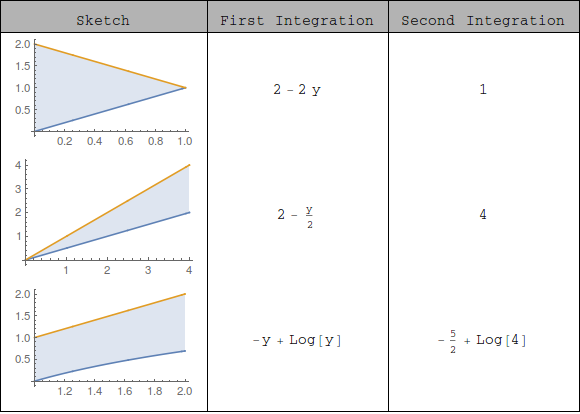 Sketch First Integration Second Integration
2.0
1.5
1.0
0.5
0.2 0.4 0.6 0.8 1.0
2 - 2 y
1
4
3
2
1
1 2 3 4
2 - y/2
4
2.0
1.5
1.0
0.5
1.2 1.4 1.6 1.8 2.0
-y + Log[y]
- 5/2 + Log[4]